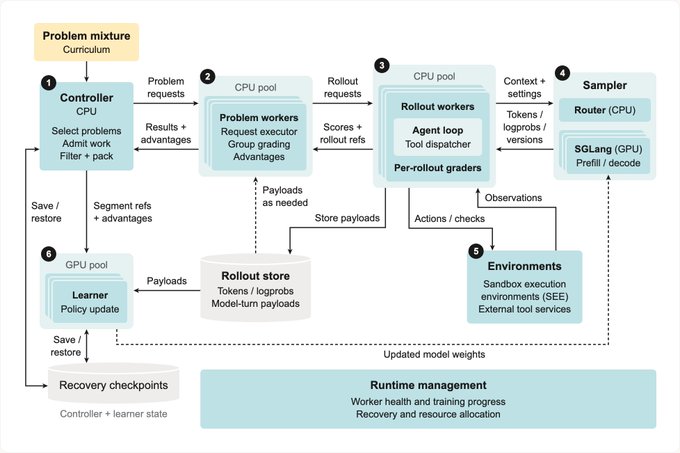 Problem mixture
Curriculum
1
Controller
CPU
Select problems
Admit work
Filter + pack
Problem
requests
Results +
advantages
2
CPU pool
Problem workers
Request executor
Group grading
Advantages
Rollout
requests
Scores +
rollout refs
3
CPU pool
Rollout workers
Agent loop
Tool dispatcher
Per-rollout graders
Context +
settings
Tokens /
logprobs /
versions
4
Sampler
Router (CPU)
SGLang (GPU)
Prefill / decode
Save /
restore
Segment refs
+ advantages
Payloads
as needed
Store payloads
Actions / checks
Observations
5
Environments
Sandbox execution
environments (SEE)
External tool services
6
GPU pool
Learner
Policy update
Payloads
Rollout store
Tokens / logprobs
Model-turn payloads
Updated model weights
Save /
restore
Recovery checkpoints
Controller + learner state
Runtime management
Worker health and training progress
Recovery and resource allocation